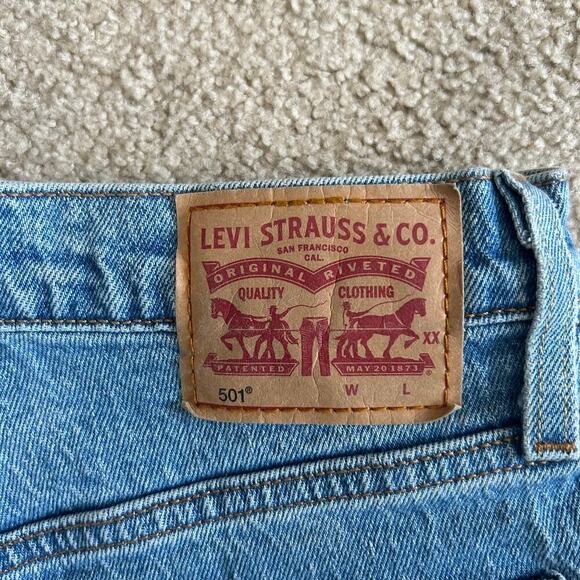 LEVI STRAUSS & CO.
SAN FRANCISCO
CAL.
ORIGINAL RIVETED
QUALITY CLOTHING
XX
PATENTED MAY 20 1873 ®
501® W L